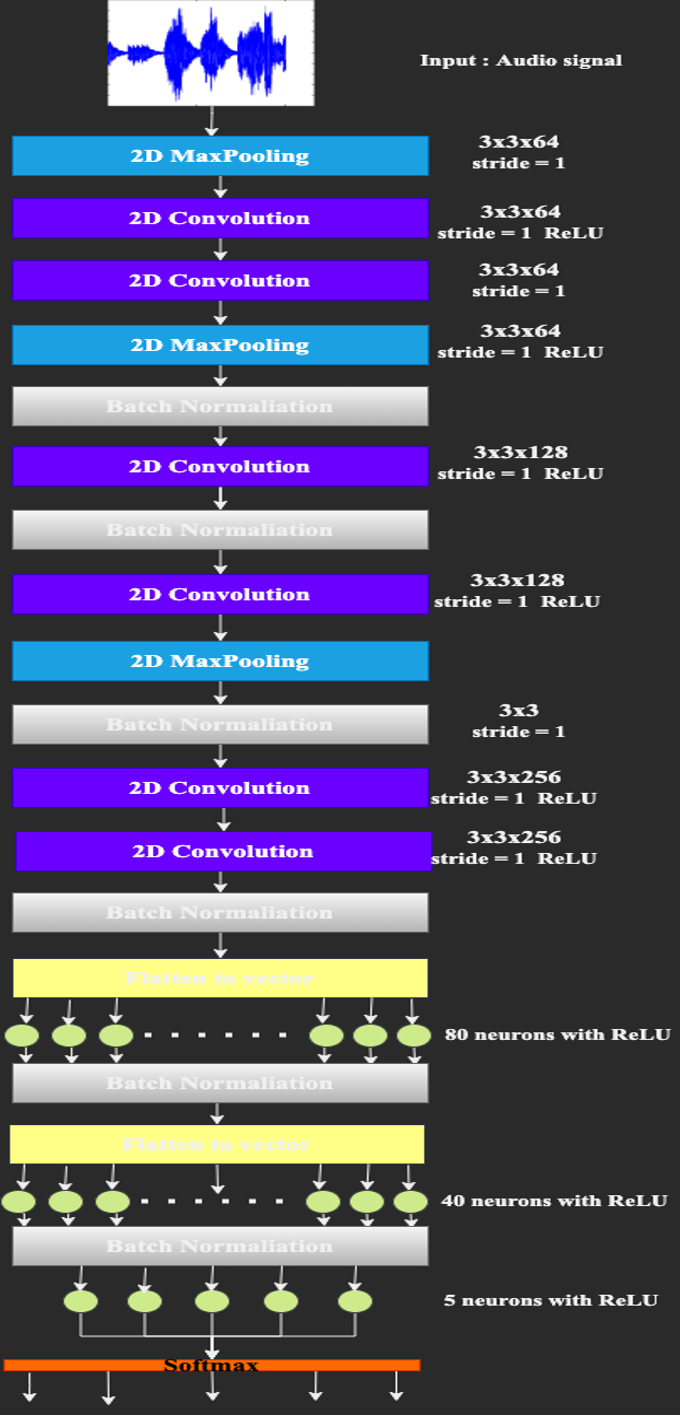 Input : Audio signal
2D MaxPooling
3x3x64
stride = 1
2D Convolution
3x3x64
stride = 1 ReLU
2D Convolution
3x3x64
stride = 1
2D MaxPooling
3x3x64
stride = 1 ReLU
Batch Normaliation
2D Convolution
3x3x128
stride = 1 ReLU
Batch Normaliation
2D Convolution
3x3x128
stride = 1 ReLU
2D MaxPooling
Batch Normaliation
3x3
stride = 1
2D Convolution
3x3x256
stride = 1 ReLU
2D Convolution
3x3x256
stride = 1 ReLU
Batch Normaliation
Flatten to vector
80 neurons with ReLU
Batch Normaliation
Flatten to vector
40 neurons with ReLU
Batch Normaliation
5 neurons with ReLU
Softmax